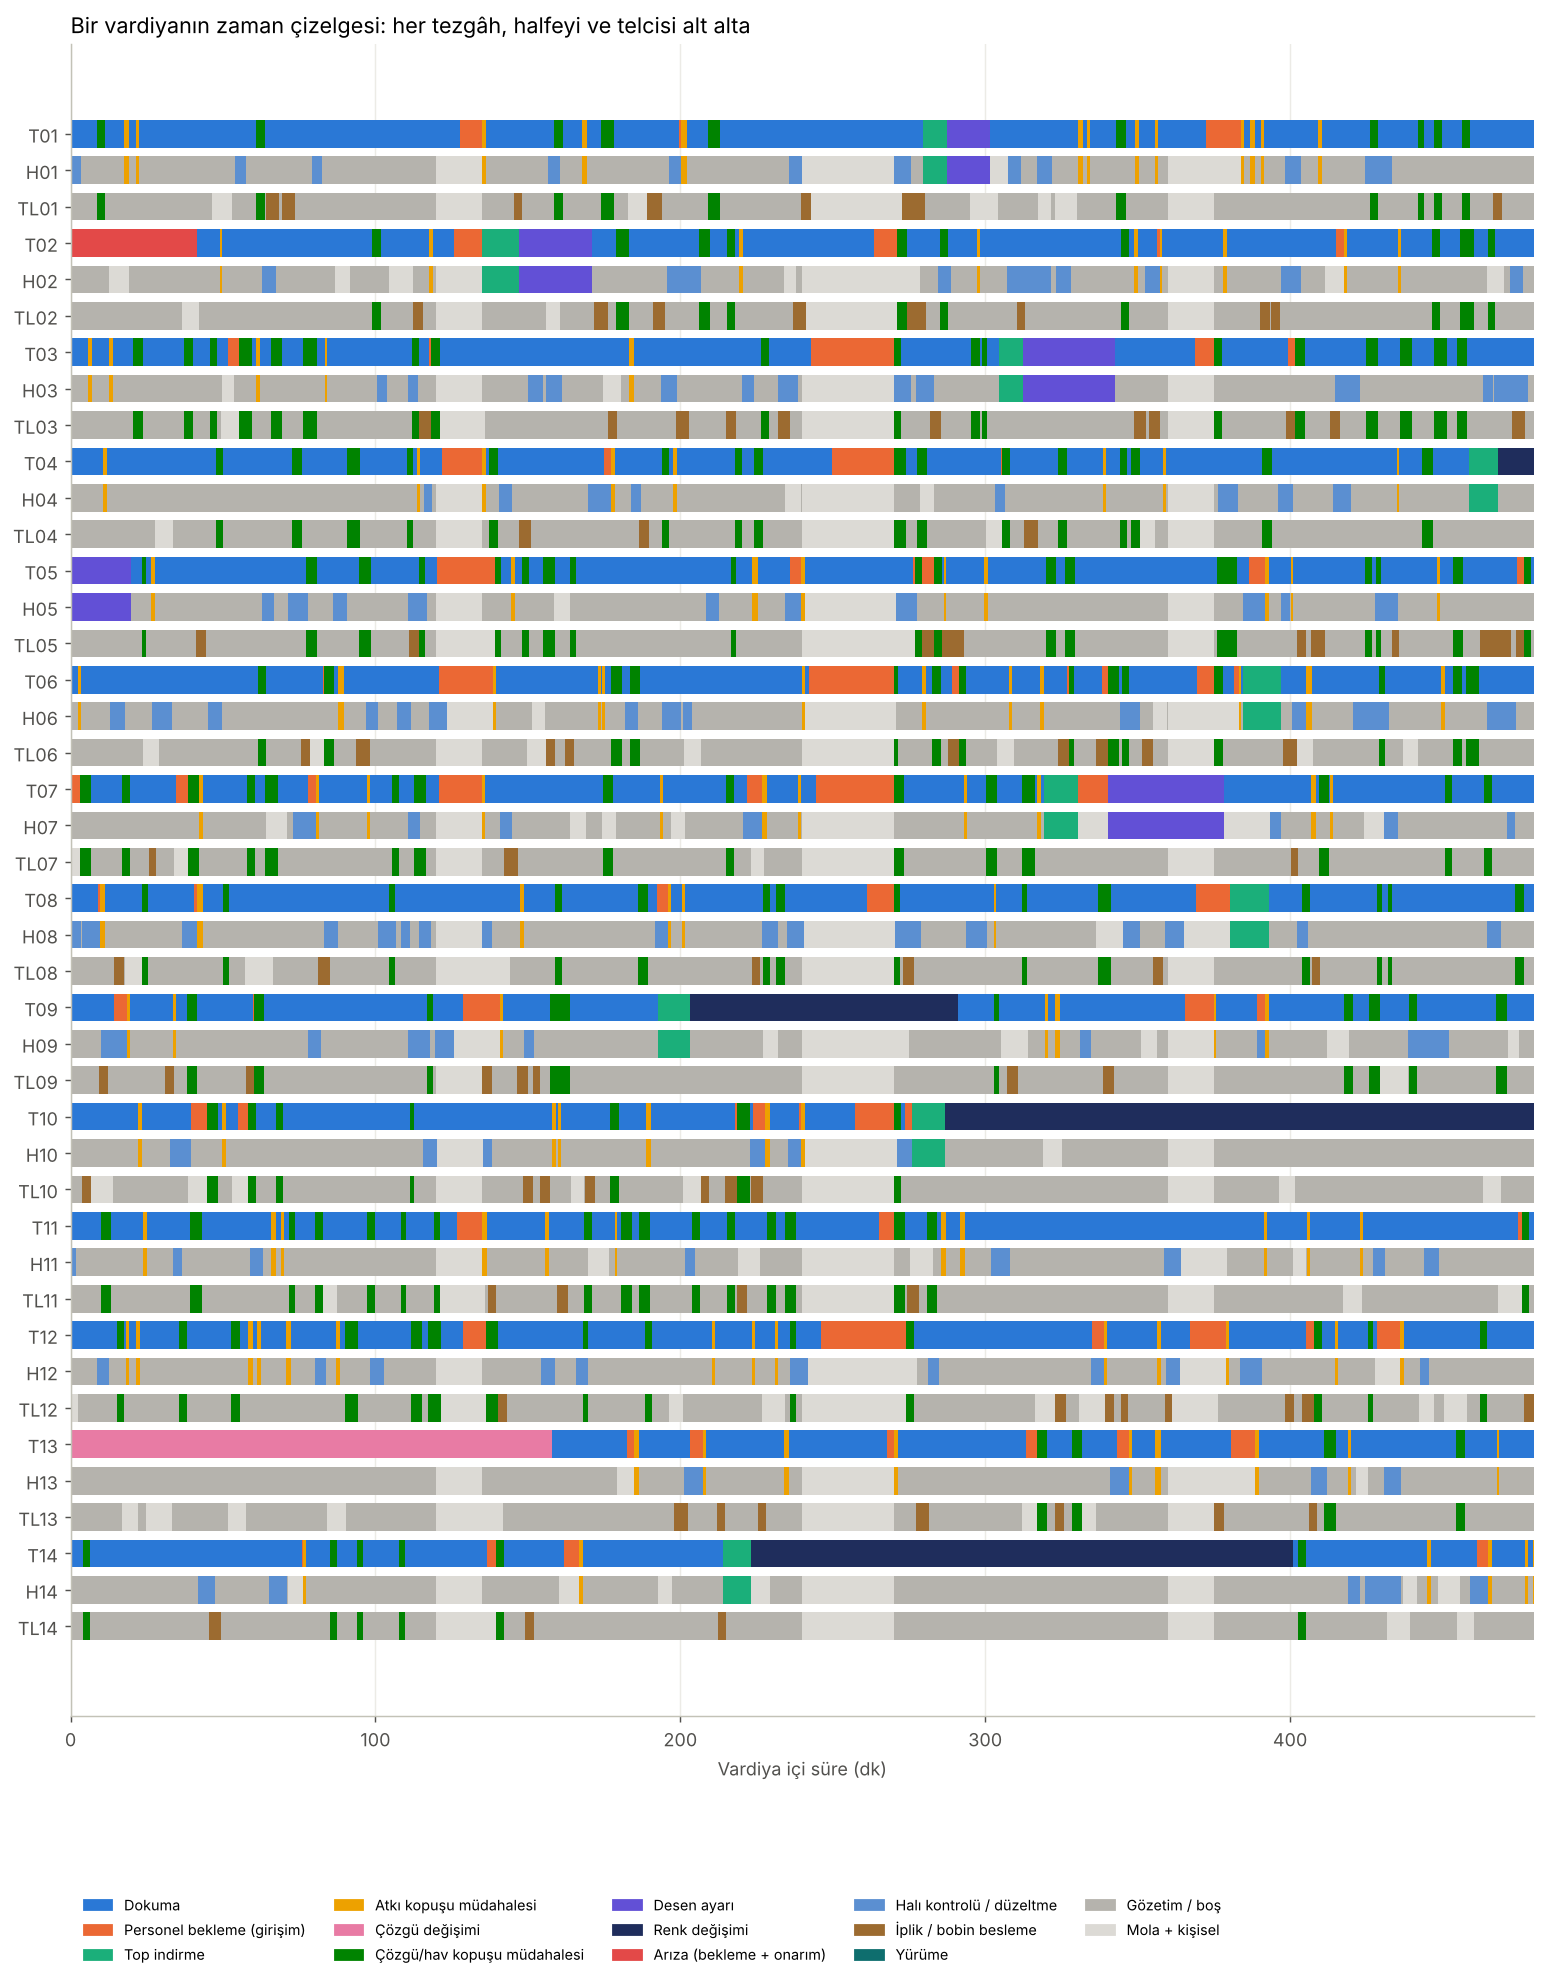 Bir vardiyanın zaman çizelgesi: her tezgâh, halfeyi ve telcisi alt alta
T01
H01
TL01
T02
H02
TL02
T03
H03
TL03
T04
H04
TL04
T05
H05
TL05
T06
H06
TL06
T07
H07
TL07
T08
H08
TL08
T09
H09
TL09
T10
H10
TL10
T11
H11
TL11
T12
H12
TL12
T13
H13
TL13
T14
H14
TL14
0 100 200 300 400
Vardiya içi süre (dk)
Dokuma Atkı kopuşu müdahalesi Desen ayarı Halı kontrolü / düzeltme Gözetim / boş
Personel bekleme (girişim) Çözgü değişimi Renk değişimi İplik / bobin besleme Mola + kişisel
Top indirme Çözgü/hav kopuşu müdahalesi Arıza (bekleme + onarım) Yürüme